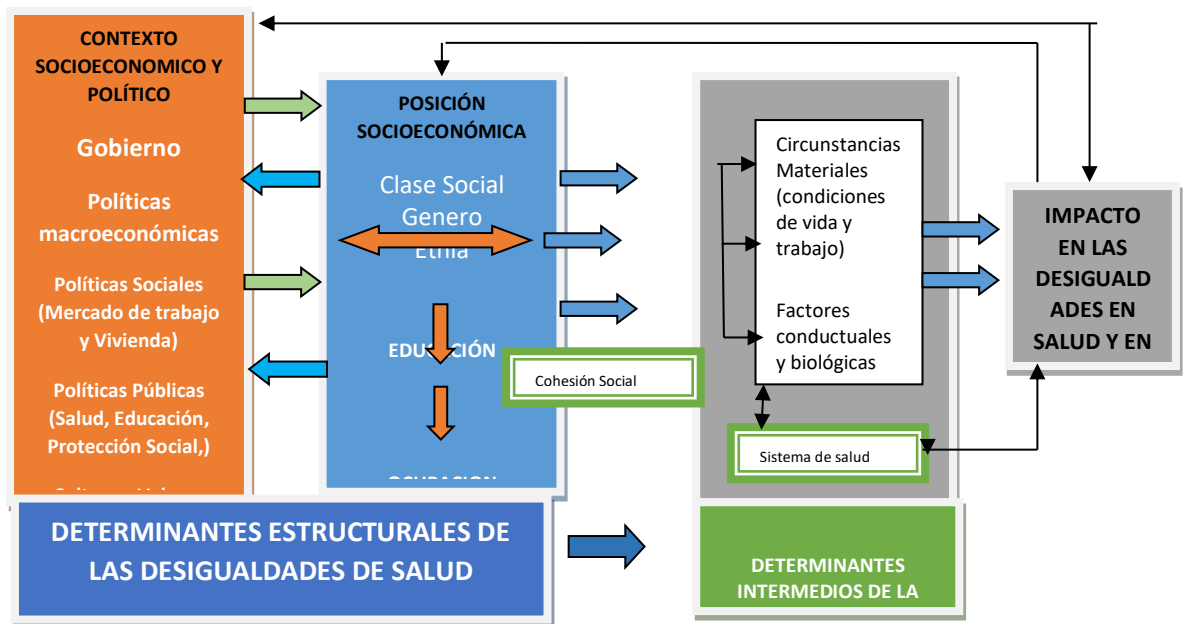 CONTEXTO
SOCIOECONOMICO Y
POLÍTICO
Gobierno
Políticas
macroeconómicas
Políticas Sociales
(Mercado de trabajo
y Vivienda)
Políticas Públicas
(Salud, Educación,
Protección Social,)
POSICIÓN
SOCIOECONÓMICA
Clase Social
Genero
Etnia
EDUCACIÓN
OCUPACION
Cohesión Social
Circunstancias
Materiales
(condiciones
de vida y
trabajo)
Factores
conductuales
y biológicas
Sistema de salud
IMPACTO
EN LAS
DESIGUALD
ADES EN
SALUD Y EN
DETERMINANTES ESTRUCTURALES DE
LAS DESIGUALDADES DE SALUD
DETERMINANTES
INTERMEDIOS DE LA